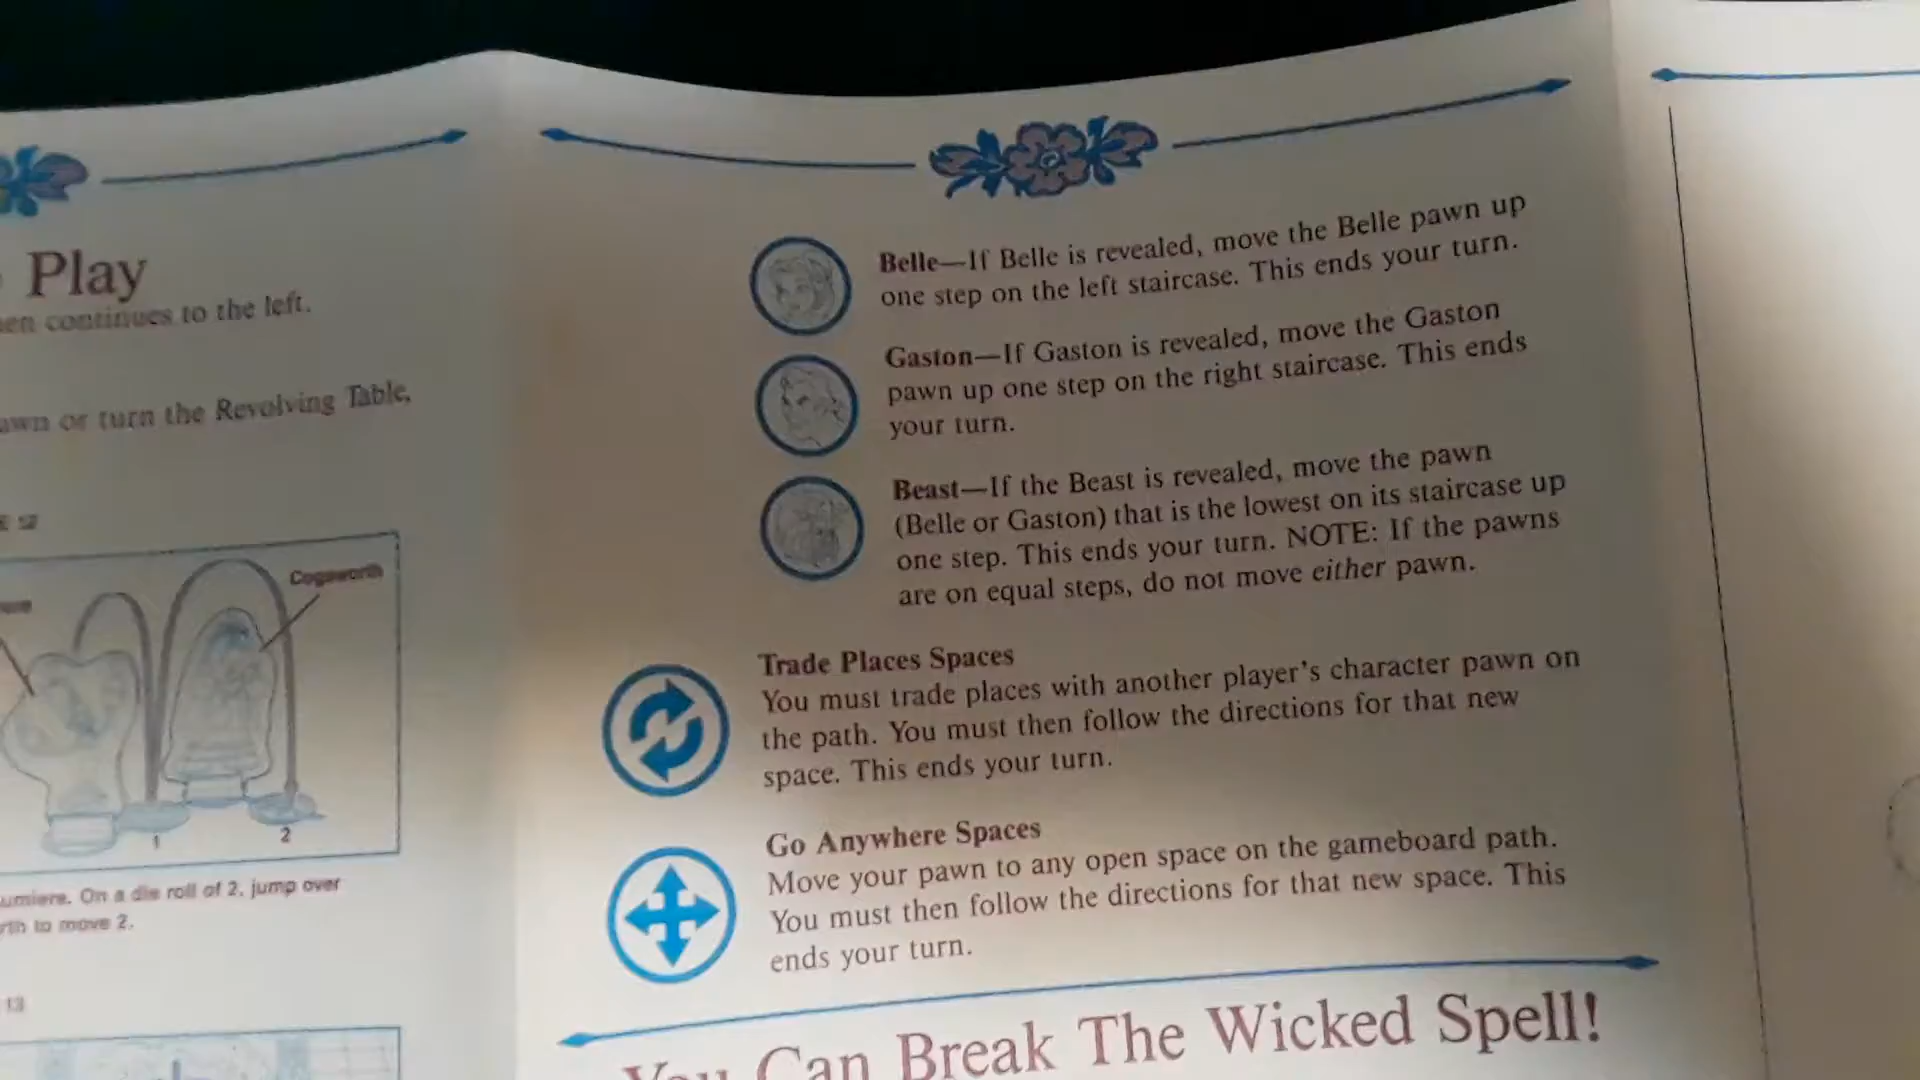 Play
continues to the left.
or turn the Revolving Table,
Cogsworth
1
2
On a die roll of 2, jump over
to move 2.
13
Belle—If Belle is revealed, move the Belle pawn up
one step on the left staircase. This ends your turn.
Gaston—If Gaston is revealed, move the Gaston
pawn up one step on the right staircase. This ends
your turn.
Beast—If the Beast is revealed, move the pawn
(Belle or Gaston) that is the lowest on its staircase up
one step. This ends your turn. NOTE: If the pawns
are on equal steps, do not move either pawn.
Trade Places Spaces
You must trade places with another player's character pawn on
the path. You must then follow the directions for that new
space. This ends your turn.
Go Anywhere Spaces
Move your pawn to any open space on the gameboard path.
You must then follow the directions for that new space. This
ends your turn.
You Can Break The Wicked Spell!